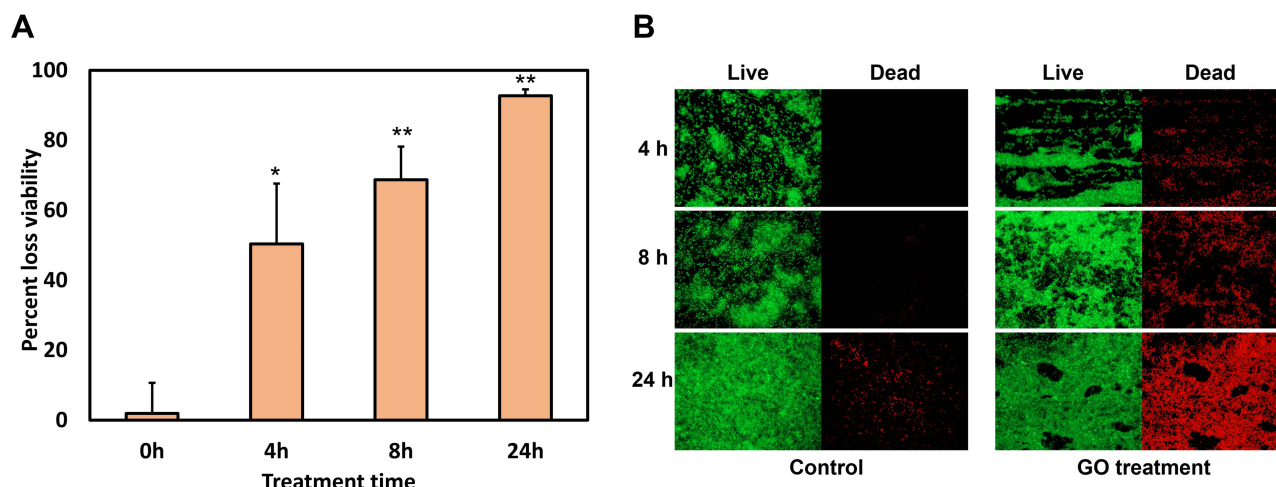 A
Percent loss viability
100
80
60
40
20
0
*
**
**
0h
4h
8h
24h
Treatment time
B
Live
Dead
Live
Dead
4 h
8 h
24 h
Control
GO treatment